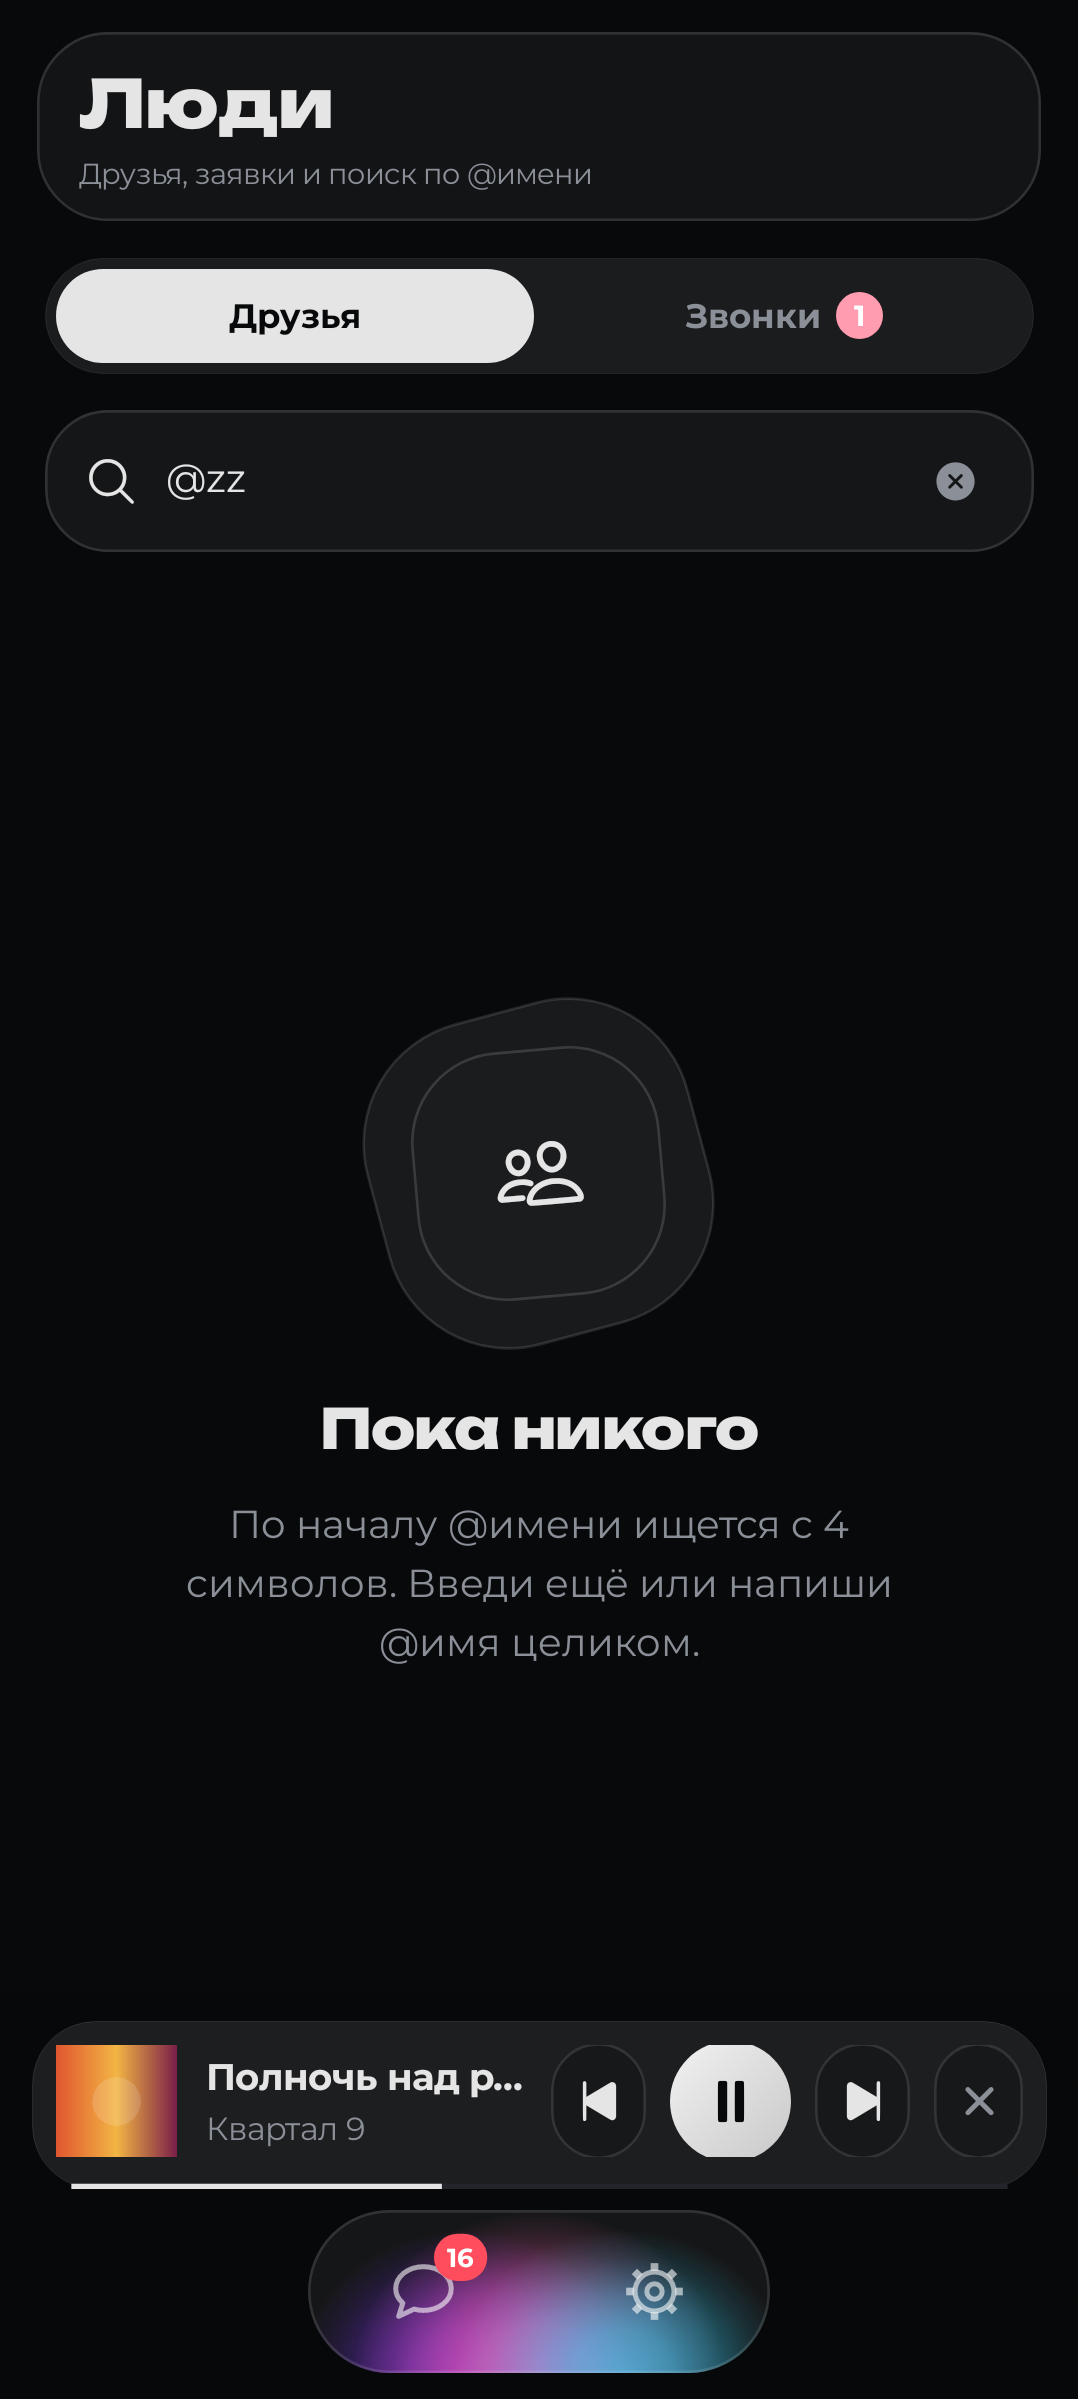 Люди
Друзья, заявки и поиск по @имени
Друзья
Звонки 1
@zz
Пока никого
По началу @имени ищется с 4
символов. Введи ещё или напиши
@имя целиком.
Полночь над р...
Квартал 9
16